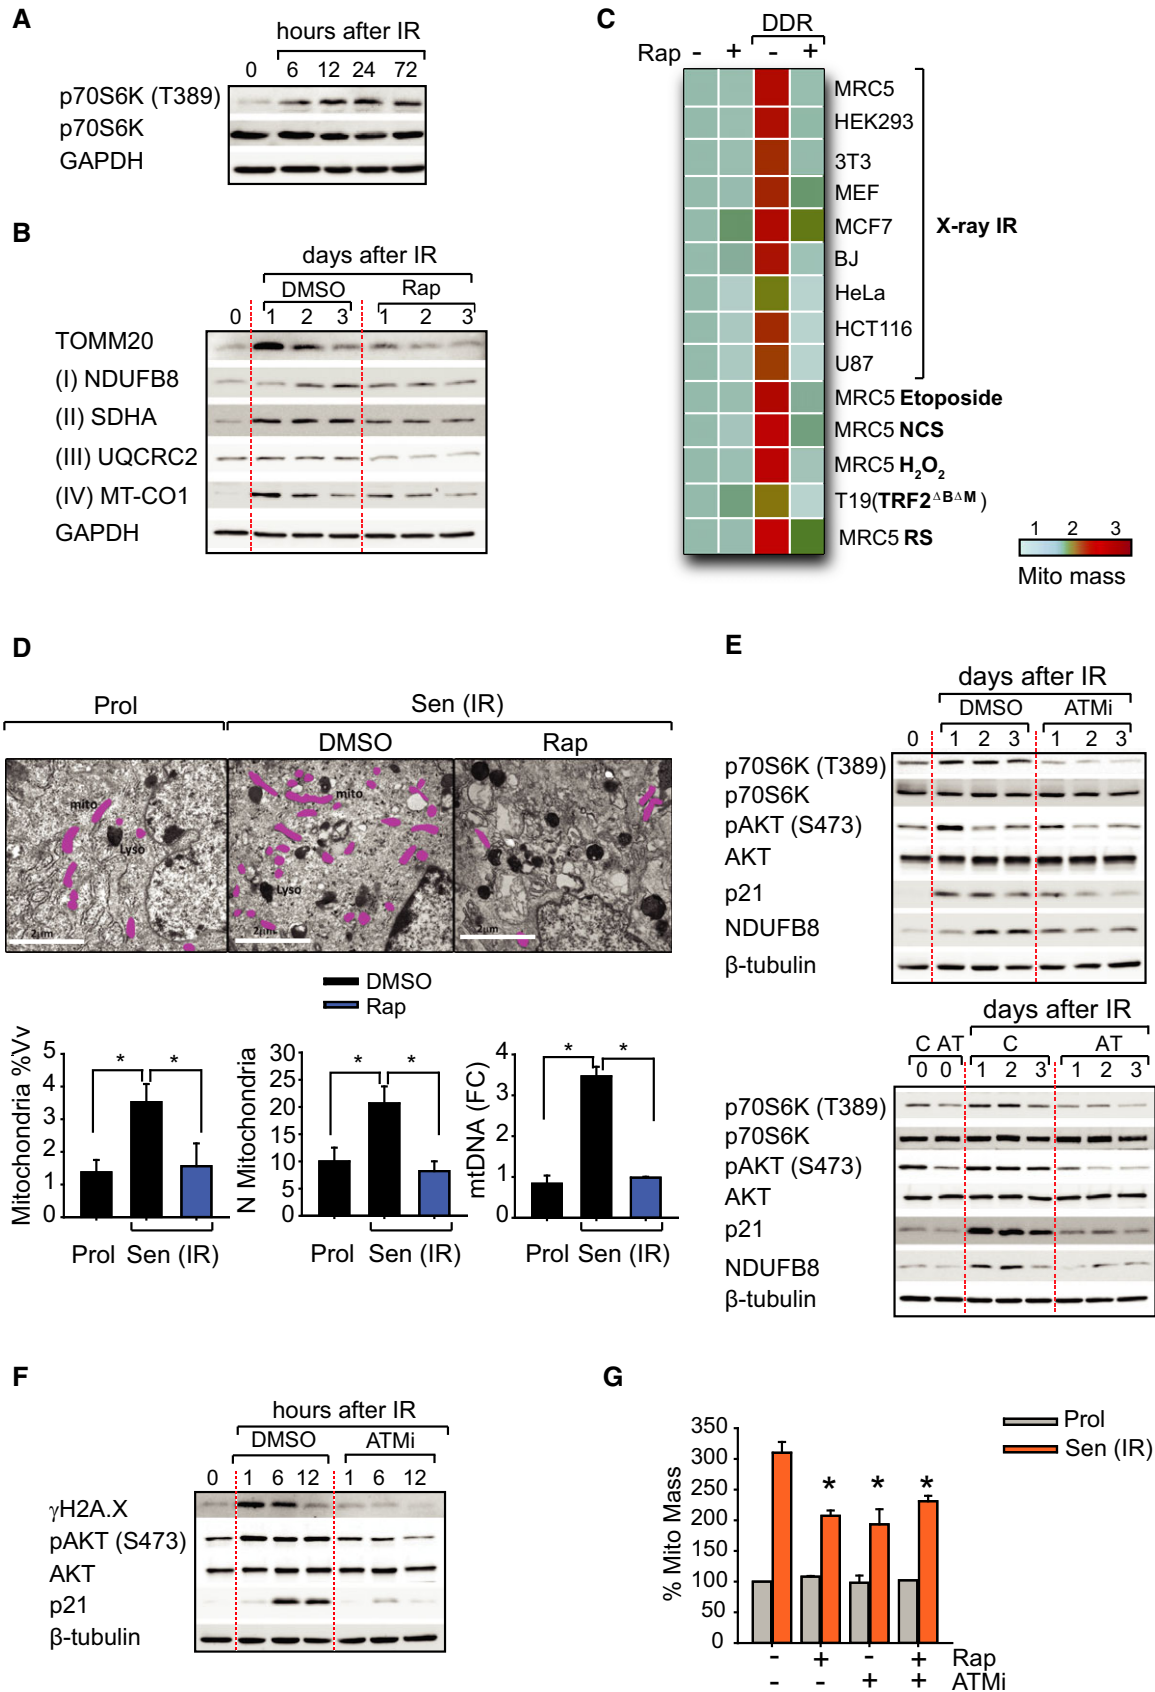 A
hours after IR
0 6 12 24 72
p70S6K (T389)
p70S6K
GAPDH
B
days after IR
DMSO Rap
0 1 2 3 1 2 3
TOMM20
(I) NDUFB8
(II) SDHA
(III) UQCRC2
(IV) MT-CO1
GAPDH
C
DDR
Rap - + - +
MRC5
HEK293
3T3
MEF
MCF7
BJ
HeLa
HCT116
U87
X-ray IR
MRC5 Etoposide
MRC5 NCS
MRC5 H₂O₂
T19(TRF2ᐃBᐃM)
MRC5 RS
1 2 3
Mito mass
D
Prol Sen (IR)
DMSO Rap
mito
Lyso
2µm
mito
Lyso
2µm
2µm
DMSO
Rap
Mitochondria %Vv
5
4
3
2
1
0
* *
Prol Sen (IR)
N Mitochondria
30
25
20
15
10
5
0
* *
Prol Sen (IR)
mtDNA (FC)
4
3
2
1
0
* *
Prol Sen (IR)
E
days after IR
DMSO ATMi
0 1 2 3 1 2 3
p70S6K (T389)
p70S6K
pAKT (S473)
AKT
p21
NDUFB8
β-tubulin
days after IR
C AT C AT
0 0 1 2 3 1 2 3
p70S6K (T389)
p70S6K
pAKT (S473)
AKT
p21
NDUFB8
β-tubulin
F
hours after IR
DMSO ATMi
0 1 6 12 1 6 12
γH2A.X
pAKT (S473)
AKT
p21
β-tubulin
G
Prol
Sen (IR)
% Mito Mass
350
300
250
200
150
100
50
0
* * *
- + - + Rap
- - + + ATMi